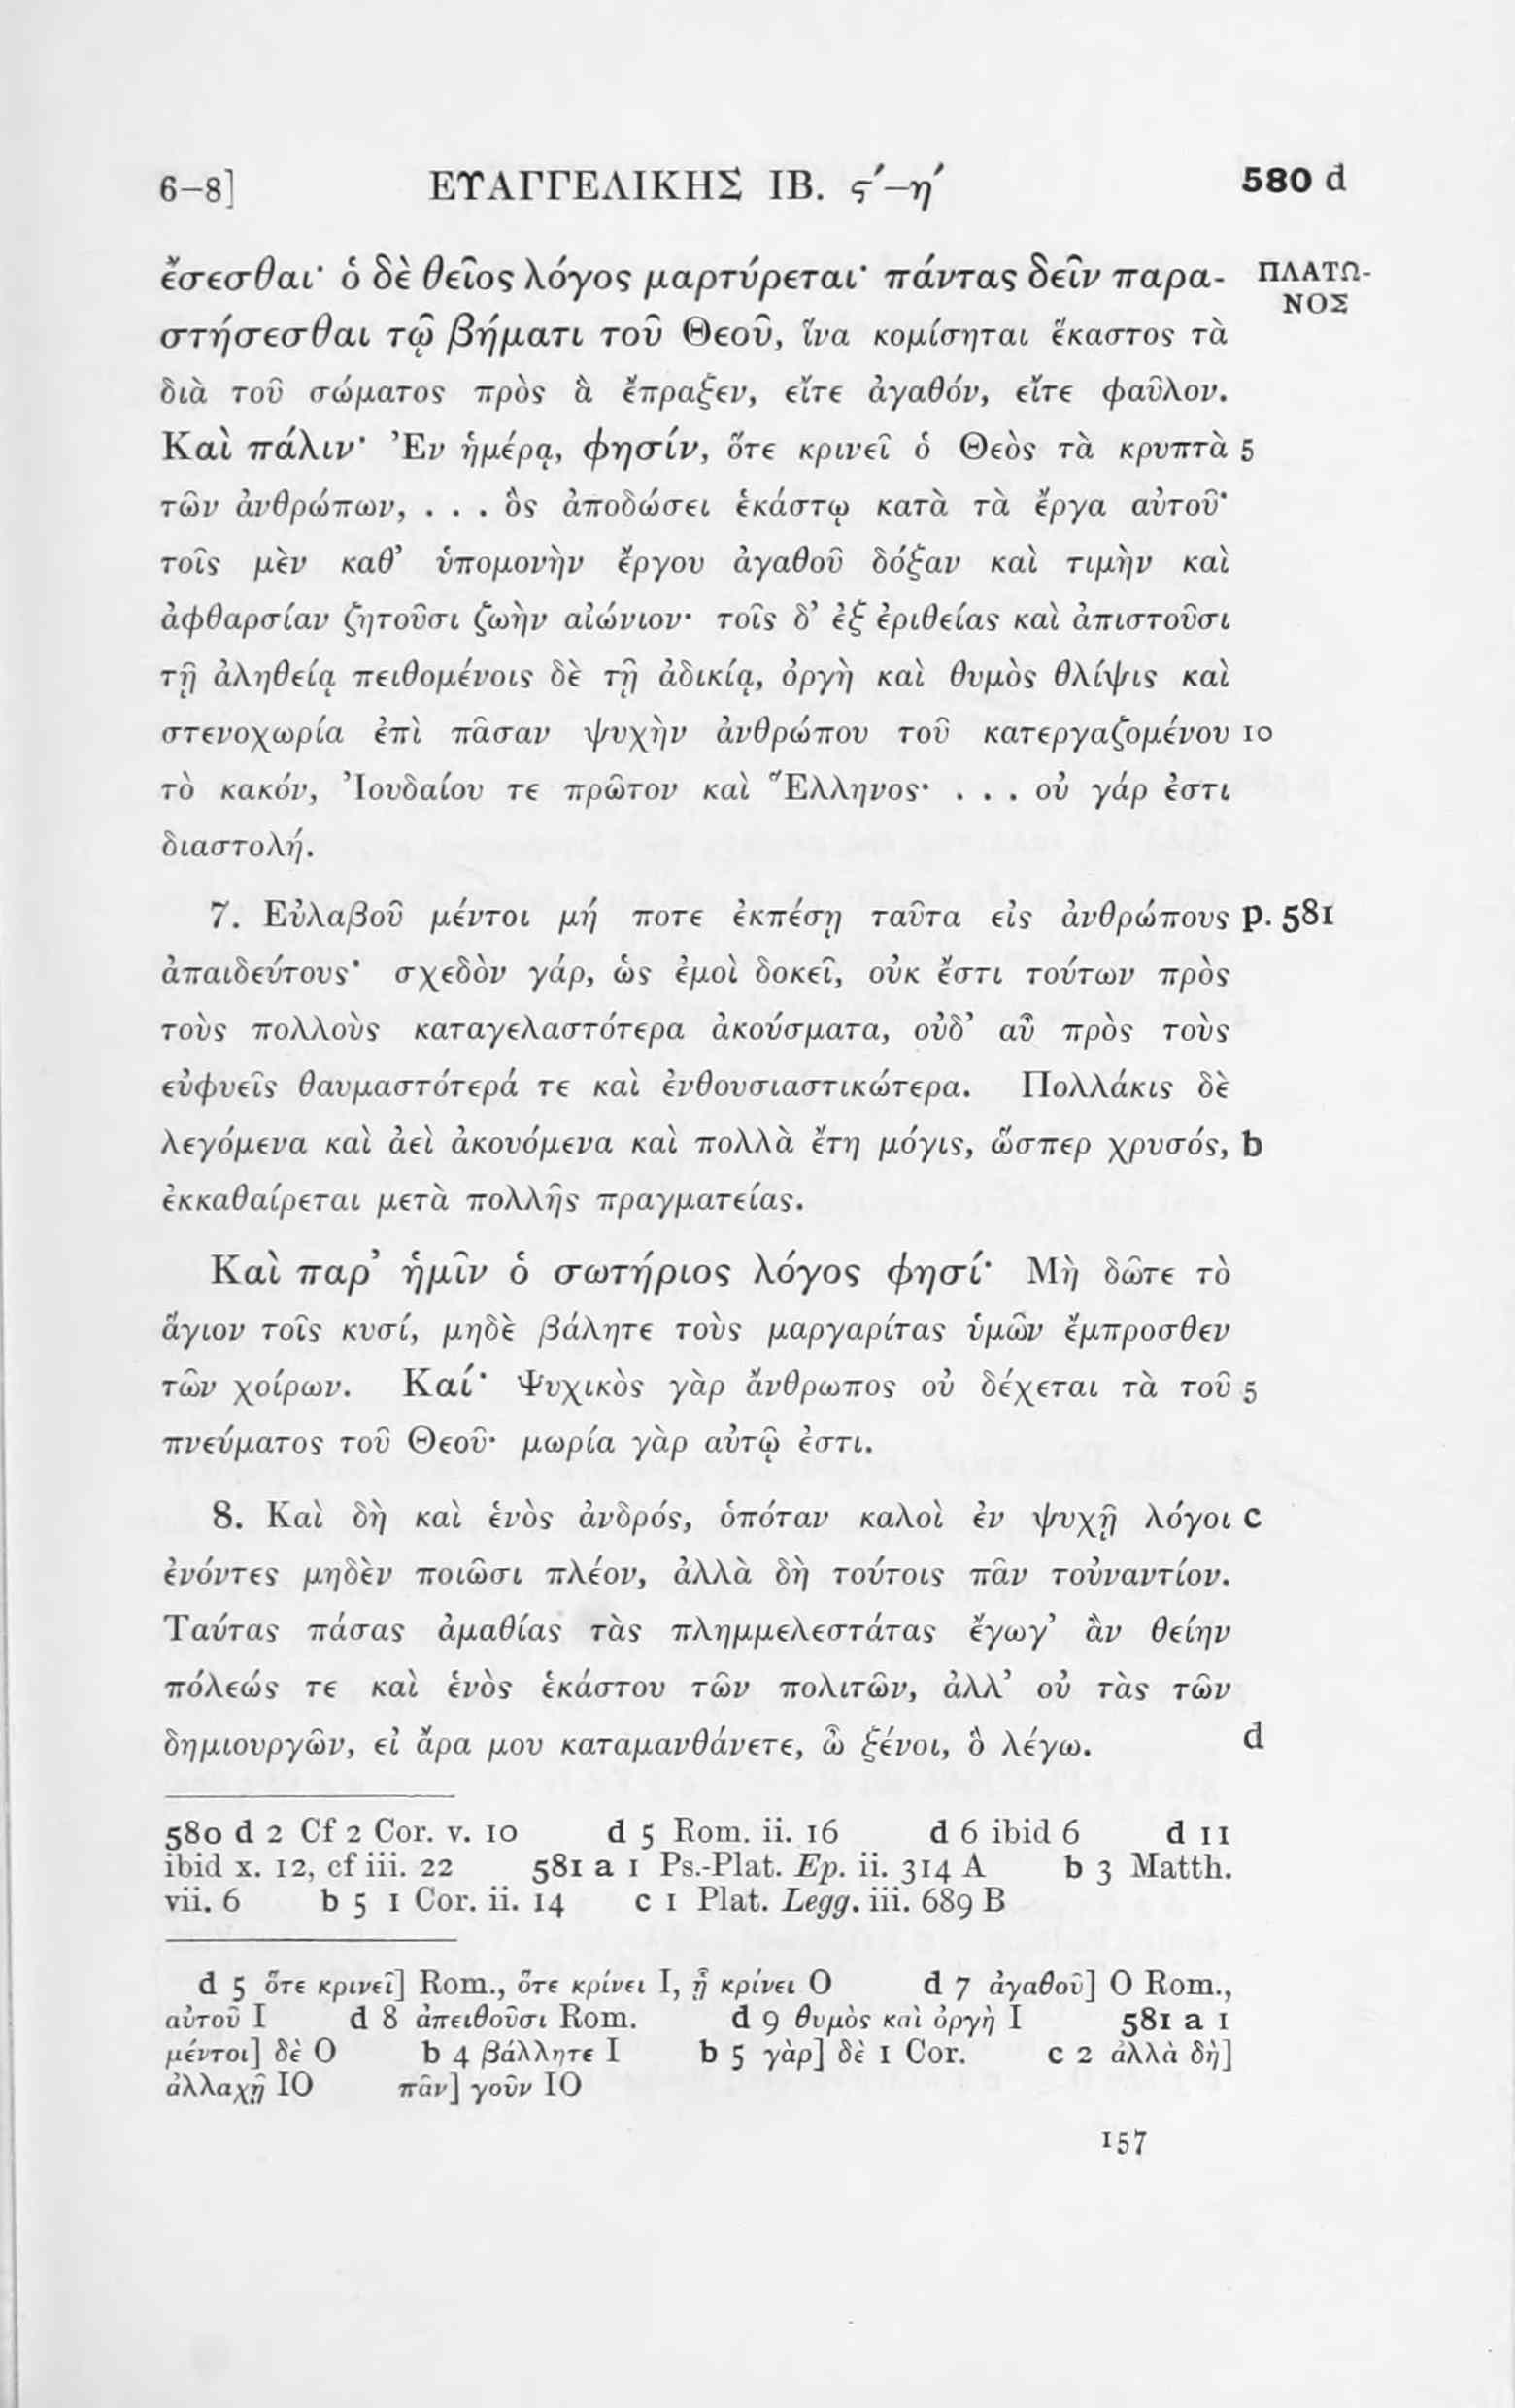 6–8] ΕΥΑΓΓΕΛΙΚΗΣ ΙΒ. ϛ′–η′ 580 d
ἔσεσθαι· ὁ δὲ θεῖος λόγος μαρτύρεται· πάντας δεῖν παρα- ΠΛΑΤΩ-
ΝΟΣ
στήσεσθαι τῷ βήματι τοῦ Θεοῦ, ἵνα κομίσηται ἕκαστος τὰ
διὰ τοῦ σώματος πρὸς ἃ ἔπραξεν, εἴτε ἀγαθόν, εἴτε φαῦλον.
Καὶ πάλιν· Ἐν ἡμέρᾳ, φησίν, ὅτε κρινεῖ ὁ Θεὸς τὰ κρυπτὰ 5
τῶν ἀνθρώπων, . . . ὃς ἀποδώσει ἑκάστῳ κατὰ τὰ ἔργα αὐτοῦ·
τοῖς μὲν καθ’ ὑπομονὴν ἔργου ἀγαθοῦ δόξαν καὶ τιμὴν καὶ
ἀφθαρσίαν ζητοῦσι ζωὴν αἰώνιον· τοῖς δ’ ἐξ ἐριθείας καὶ ἀπιστοῦσι
τῇ ἀληθείᾳ πειθομένοις δὲ τῇ ἀδικίᾳ, ὀργὴ καὶ θυμὸς θλίψις καὶ
στενοχωρία ἐπὶ πᾶσαν ψυχὴν ἀνθρώπου τοῦ κατεργαζομένου 10
τὸ κακόν, Ἰουδαίου τε πρῶτον καὶ Ἕλληνος· . . . οὐ γάρ ἐστι
διαστολή.
7. Εὐλαβοῦ μέντοι μή ποτε ἐκπέσῃ ταῦτα εἰς ἀνθρώπους p. 581
ἀπαιδεύτους· σχεδὸν γάρ, ὡς ἐμοὶ δοκεῖ, οὐκ ἔστι τούτων πρὸς
τοὺς πολλοὺς καταγελαστότερα ἀκούσματα, οὐδ’ αὖ πρὸς τοὺς
εὐφυεῖς θαυμαστότερά τε καὶ ἐνθουσιαστικώτερα. Πολλάκις δὲ
λεγόμενα καὶ ἀεὶ ἀκουόμενα καὶ πολλὰ ἔτη μόγις, ὥσπερ χρυσός, b
ἐκκαθαίρεται μετὰ πολλῆς πραγματείας.
Καὶ παρ’ ἡμῖν ὁ σωτήριος λόγος φησί· Μὴ δῶτε τὸ
ἅγιον τοῖς κυσί, μηδὲ βάλητε τοὺς μαργαρίτας ὑμῶν ἔμπροσθεν
τῶν χοίρων. Καί· Ψυχικὸς γὰρ ἄνθρωπος οὐ δέχεται τὰ τοῦ 5
πνεύματος τοῦ Θεοῦ· μωρία γὰρ αὐτῷ ἐστι.
8. Καὶ δὴ καὶ ἑνὸς ἀνδρός, ὁπόταν καλοὶ ἐν ψυχῇ λόγοι c
ἐνόντες μηδὲν ποιῶσι πλέον, ἀλλὰ δὴ τούτοις πᾶν τοὐναντίον.
Ταύτας πάσας ἀμαθίας τὰς πλημμελεστάτας ἔγωγ’ ἂν θείην
πόλεώς τε καὶ ἑνὸς ἑκάστου τῶν πολιτῶν, ἀλλ’ οὐ τὰς τῶν
δημιουργῶν, εἰ ἄρα μου καταμανθάνετε, ὦ ξένοι, ὃ λέγω. d
580 d 2 Cf 2 Cor. v. 10 d 5 Rom. ii. 16 d 6 ibid 6 d 11
ibid x. 12, cf iii. 22 581 a 1 Ps.-Plat. Ep. ii. 314 A b 3 Matth.
vii. 6 b 5 1 Cor. ii. 14 c 1 Plat. Legg. iii. 689 B
d 5 ὅτε κρινεῖ] Rom., ὅτε κρίνει I, ᾗ κρίνει O d 7 ἀγαθοῦ] O Rom.,
αὐτοῦ I d 8 ἀπειθοῦσι Rom. d 9 θυμὸς καὶ ὀργὴ I 581 a 1
μέντοι] δὲ O b 4 βάλλητε I b 5 γὰρ] δὲ 1 Cor. c 2 ἀλλὰ δὴ]
ἀλλαχῇ IO πᾶν] γοῦν IO
157